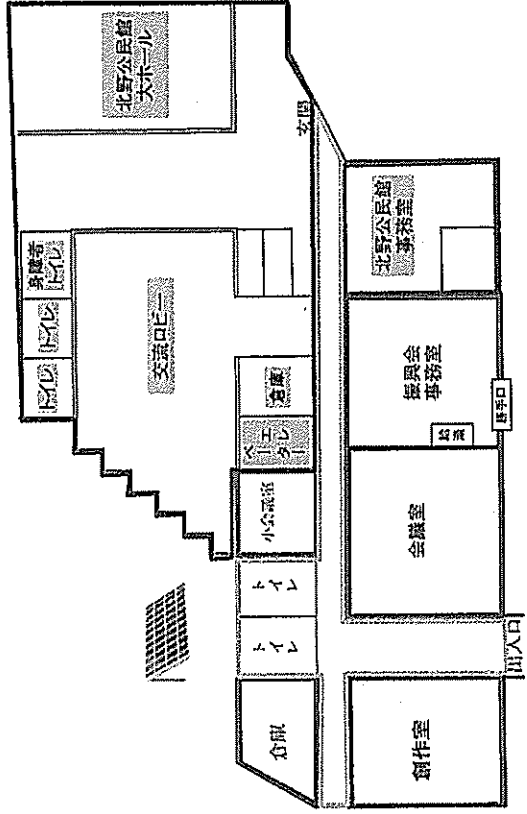 北野公民館
大ホール
玄関
身障者
トイレ
トイレ
トイレ
交流ロビー
倉庫
エレ
ベーター
小会議室
トイレ
トイレ
倉庫
北野公民館
事務室
振興会
事務室
勝手口
会議室
出入口
創作室